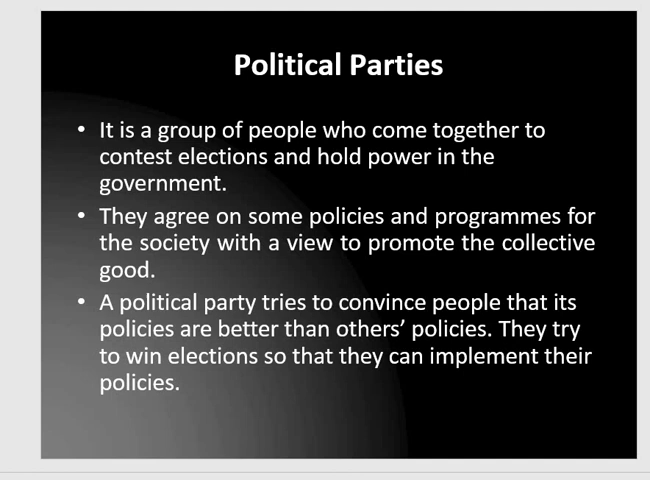 Political Parties
• It is a group of people who come together to
contest elections and hold power in the
government.
• They agree on some policies and programmes for
the society with a view to promote the collective
good.
• A political party tries to convince people that its
policies are better than others’ policies. They try
to win elections so that they can implement their
policies.